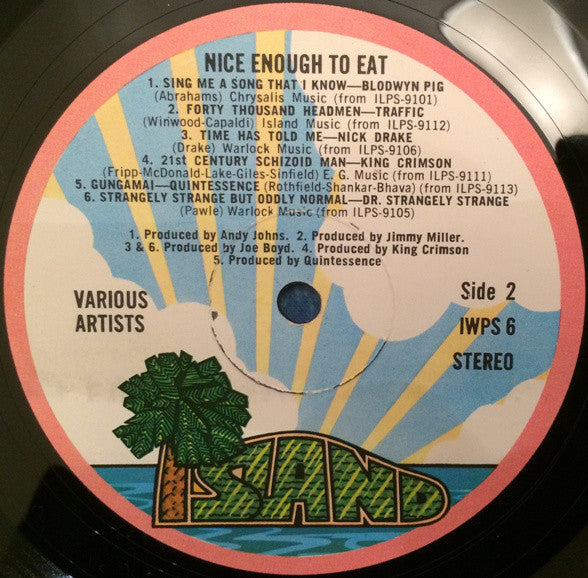 NICE ENOUGH TO EAT
1. SING ME A SONG THAT I KNOW—BLODWYN PIG
(Abrahams) Chrysalis Music (from ILPS-9101)
2. FORTY THOUSAND HEADMEN—TRAFFIC
(Winwood-Capaldi) Island Music (from ILPS-9112)
3. TIME HAS TOLD ME—NICK DRAKE
(Drake) Warlock Music (from ILPS-9106)
4. 21st CENTURY SCHIZOID MAN—KING CRIMSON
(Fripp-McDonald-Lake-Giles-Sinfield) E. G. Music (from ILPS-9111)
5. GUNGAMAI—QUINTESSENCE (Rothfield-Shankar-Bhava) (from ILPS-9113)
6. STRANGELY STRANGE BUT ODDLY NORMAL—DR. STRANGELY STRANGE
(Pawle) Warlock Music (from ILPS-9105)
1. Produced by Andy Johns. 2. Produced by Jimmy Miller.
3 & 6. Produced by Joe Boyd. 4. Produced by King Crimson
5. Produced by Quintessence
VARIOUS
ARTISTS
Side 2
IWPS 6
STEREO
ISLAND